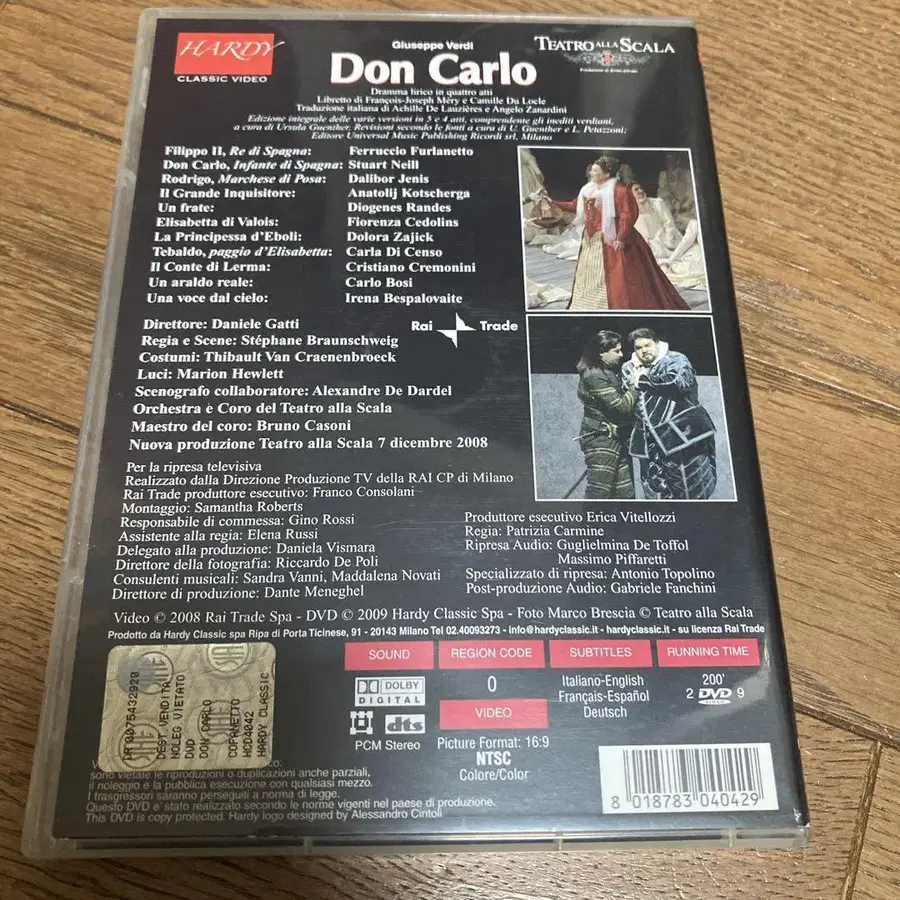 HARDY
CLASSIC VIDEO
Giuseppe Verdi
Don Carlo
TEATRO ALLA SCALA
Dramma lirico in quattro atti
Libretto di François-Joseph Méry e Camille Du Locle
Traduzione italiana di Achille De Lauzières e Angelo Zanardini
Edizione integrale delle varie versioni in 5 e 4 atti, comprendente gli inediti verdiani,
a cura di Ursula Guenther. Revisioni secondo le fonti a cura di U. Guenther e L. Petazzoni;
Editore Universal Music Publishing Ricordi srl, Milano
Filippo II, Re di Spagna: Ferruccio Furlanetto
Don Carlo, Infante di Spagna: Stuart Neill
Rodrigo, Marchese di Posa: Dalibor Jenis
Il Grande Inquisitore: Anatolij Kotscherga
Un frate: Diogenes Randes
Elisabetta di Valois: Fiorenza Cedolins
La Principessa d'Eboli: Dolora Zajick
Tebaldo, paggio d'Elisabetta: Carla Di Censo
Il Conte di Lerma: Cristiano Cremonini
Un araldo reale: Carlo Bosi
Una voce dal cielo: Irena Bespalovaite
Direttore: Daniele Gatti
Rai Trade
Regia e Scene: Stéphane Braunschweig
Costumi: Thibault Van Craenenbroeck
Luci: Marion Hewlett
Scenografo collaboratore: Alexandre De Dardel
Orchestra è Coro del Teatro alla Scala
Maestro del coro: Bruno Casoni
Nuova produzione Teatro alla Scala 7 dicembre 2008
Per la ripresa televisiva
Realizzato dalla Direzione Produzione TV della RAI CP di Milano
Rai Trade produttore esecutivo: Franco Consolani
Montaggio: Samantha Roberts
Responsabile di commessa: Gino Rossi
Assistente alla regia: Elena Russi
Delegato alla produzione: Daniela Vismara
Direttore della fotografia: Riccardo De Poli
Consulenti musicali: Sandra Vanni, Maddalena Novati
Direttore di produzione: Dante Meneghel
Produttore esecutivo Erica Vitellozzi
Regia: Patrizia Carmine
Ripresa Audio: Guglielmina De Toffol
Massimo Piffaretti
Specializzato di ripresa: Antonio Topolino
Post-produzione Audio: Gabriele Fanchini
Video © 2008 Rai Trade Spa - DVD © 2009 Hardy Classic Spa - Foto Marco Brescia © Teatro alla Scala
Prodotto da Hardy Classic spa Ripa di Porta Ticinese, 91 - 20143 Milano Tel 02.40093273 - info@hardyclassic.it - hardyclassic.it - su licenza Rai Trade
SOUND
REGION CODE
SUBTITLES
RUNNING TIME
DOLBY
DIGITAL
dts
PCM Stereo
0
VIDEO
Picture Format: 16:9
NTSC
Colore/Color
Italiano-English
Français-Español
Deutsch
200'
2 DVD 9
DR 0075432920
DEST. VENDITA
NOLEG. VIETATO
DVD
DON CARLO
COFANETTO
HCD4042
HARDY CLASSIC
sono vietate le riproduzioni o duplicazioni anche parziali,
il noleggio e la pubblica esecuzione con qualsiasi mezzo.
I trasgressori saranno perseguiti a norma di legge.
Questo DVD e' stato realizzato secondo le norme vigenti nel paese di produzione.
This DVD is copy protected. Hardy logo designed by Alessandro Cintoli
8 018783 040429